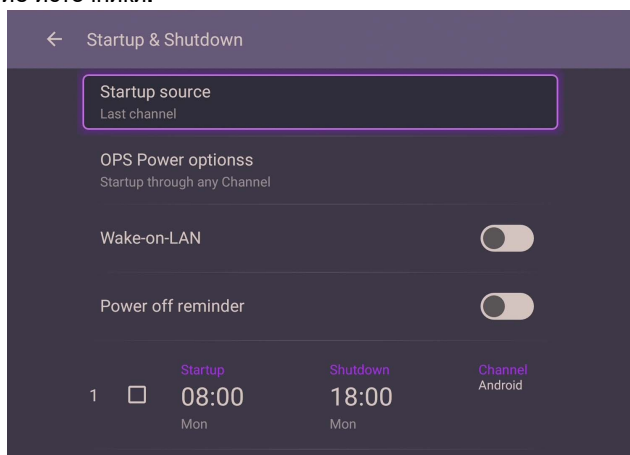 Startup & Shutdown
Startup source
Last channel
OPS Power optionss
Startup through any Channel
Wake-on-LAN
Power off reminder
Startup Shutdown Channel
1 08:00 18:00 Android
Mon Mon